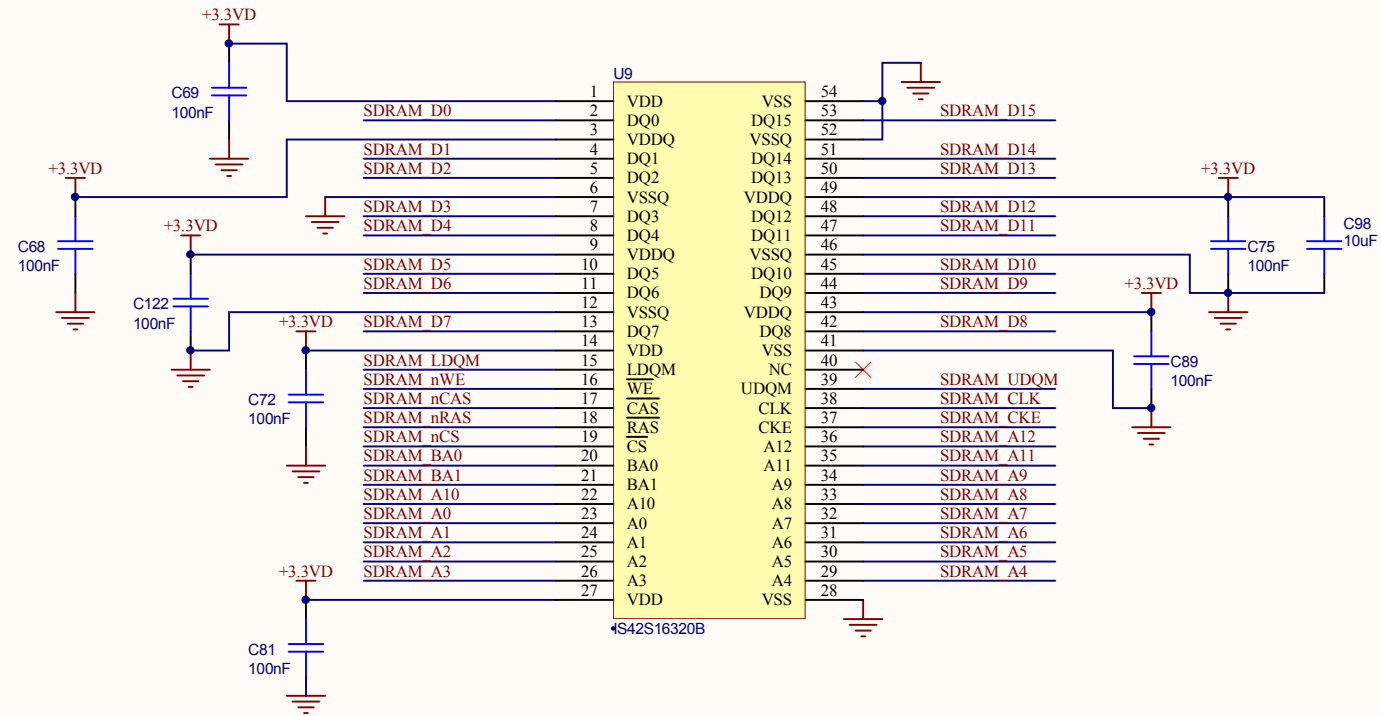 +3.3VD
C69
100nF
+3.3VD
C68
100nF
+3.3VD
C122
100nF
+3.3VD
C72
100nF
+3.3VD
C81
100nF
SDRAM_D0
SDRAM_D1
SDRAM_D2
SDRAM_D3
SDRAM_D4
SDRAM_D5
SDRAM_D6
SDRAM_D7
SDRAM_LDQM
SDRAM_nWE
SDRAM_nCAS
SDRAM_nRAS
SDRAM_nCS
SDRAM_BA0
SDRAM_BA1
SDRAM_A10
SDRAM_A0
SDRAM_A1
SDRAM_A2
SDRAM_A3
U9
1 VDD VSS 54
2 DQ0 DQ15 53
3 VDDQ VSSQ 52
4 DQ1 DQ14 51
5 DQ2 DQ13 50
6 VSSQ VDDQ 49
7 DQ3 DQ12 48
8 DQ4 DQ11 47
9 VDDQ VSSQ 46
10 DQ5 DQ10 45
11 DQ6 DQ9 44
12 VSSQ VDDQ 43
13 DQ7 DQ8 42
14 VDD VSS 41
15 LDQM NC 40
16 WE UDQM 39
17 CAS CLK 38
18 RAS CKE 37
19 CS A12 36
20 BA0 A11 35
21 BA1 A9 34
22 A10 A8 33
23 A0 A7 32
24 A1 A6 31
25 A2 A5 30
26 A3 A4 29
27 VDD VSS 28
IS42S16320B
SDRAM_D15
SDRAM_D14
SDRAM_D13
SDRAM_D12
SDRAM_D11
SDRAM_D10
SDRAM_D9
SDRAM_D8
SDRAM_UDQM
SDRAM_CLK
SDRAM_CKE
SDRAM_A12
SDRAM_A11
SDRAM_A9
SDRAM_A8
SDRAM_A7
SDRAM_A6
SDRAM_A5
SDRAM_A4
+3.3VD
C75
100nF
C98
10uF
+3.3VD
C89
100nF